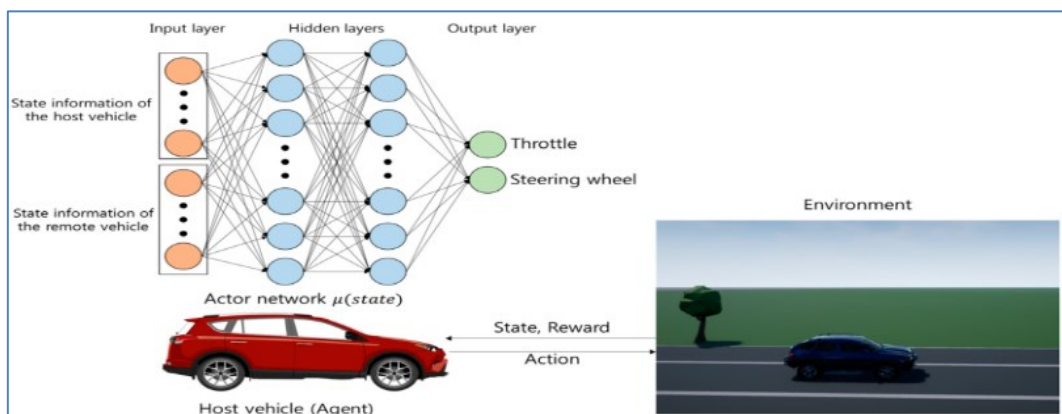 Input layer
Hidden layers
Output layer
State information of
the host vehicle
Throttle
Steering wheel
State information of
the remote vehicle
Environment
Actor network μ(state)
State, Reward
Action
Host vehicle (Agent)